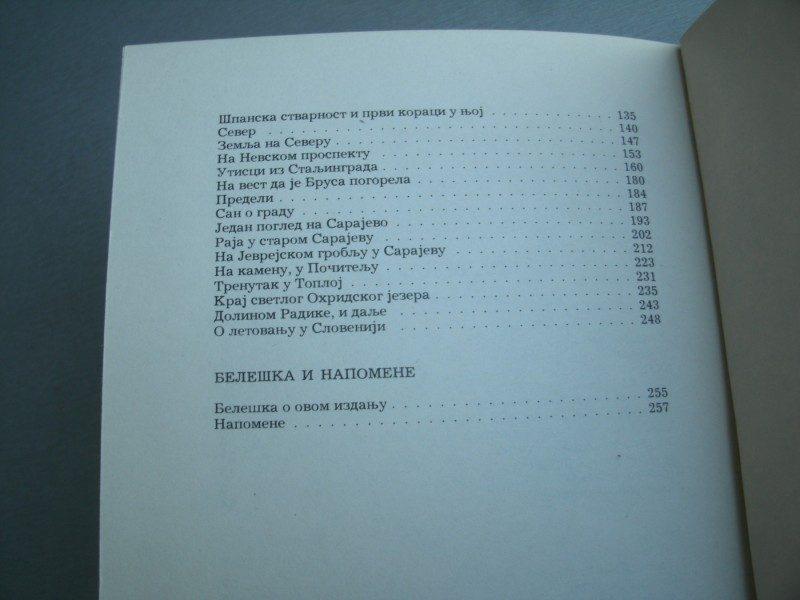 Шпанска стварност и први кораци у њој . . . . . . . . . . 135
Север . . . . . . . . . . . . . . . . . . . . . . . . . . 140
Земља на Северу . . . . . . . . . . . . . . . . . . . . . 147
На Невском проспекту . . . . . . . . . . . . . . . . . . 153
Утисци из Стаљинграда . . . . . . . . . . . . . . . . . . 160
На вест да је Бруса погорела . . . . . . . . . . . . . . . 180
Предели . . . . . . . . . . . . . . . . . . . . . . . . . 184
Сан о граду . . . . . . . . . . . . . . . . . . . . . . . 187
Један поглед на Сарајево . . . . . . . . . . . . . . . . . 193
Раја у старом Сарајеву . . . . . . . . . . . . . . . . . . 202
На Јеврејском гробљу у Сарајеву . . . . . . . . . . . . . 212
На камену, у Почитељу . . . . . . . . . . . . . . . . . . 223
Тренутак у Топлој . . . . . . . . . . . . . . . . . . . . 231
Крај светлог Охридског језера . . . . . . . . . . . . . . 235
Долином Радике, и даље . . . . . . . . . . . . . . . . . . 243
О летовању у Словенији . . . . . . . . . . . . . . . . . . 248
БЕЛЕШКА И НАПОМЕНЕ
Белешка о овом издању . . . . . . . . . . . . . . . . . . 255
Напомене . . . . . . . . . . . . . . . . . . . . . . . . . 257